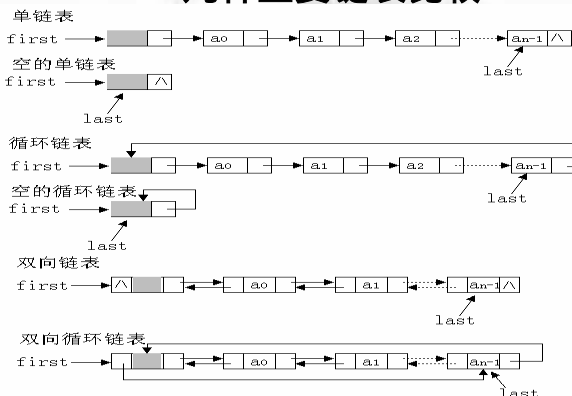 单链表
first a0 a1 a2 an-1 /\
last
空的单链表
first /\
last
循环链表
first a0 a1 a2 an-1
last
空的循环链表
first
last
双向链表
first /\ a0 a1 an-1 /\
last
双向循环链表
first a0 a1 an-1
last